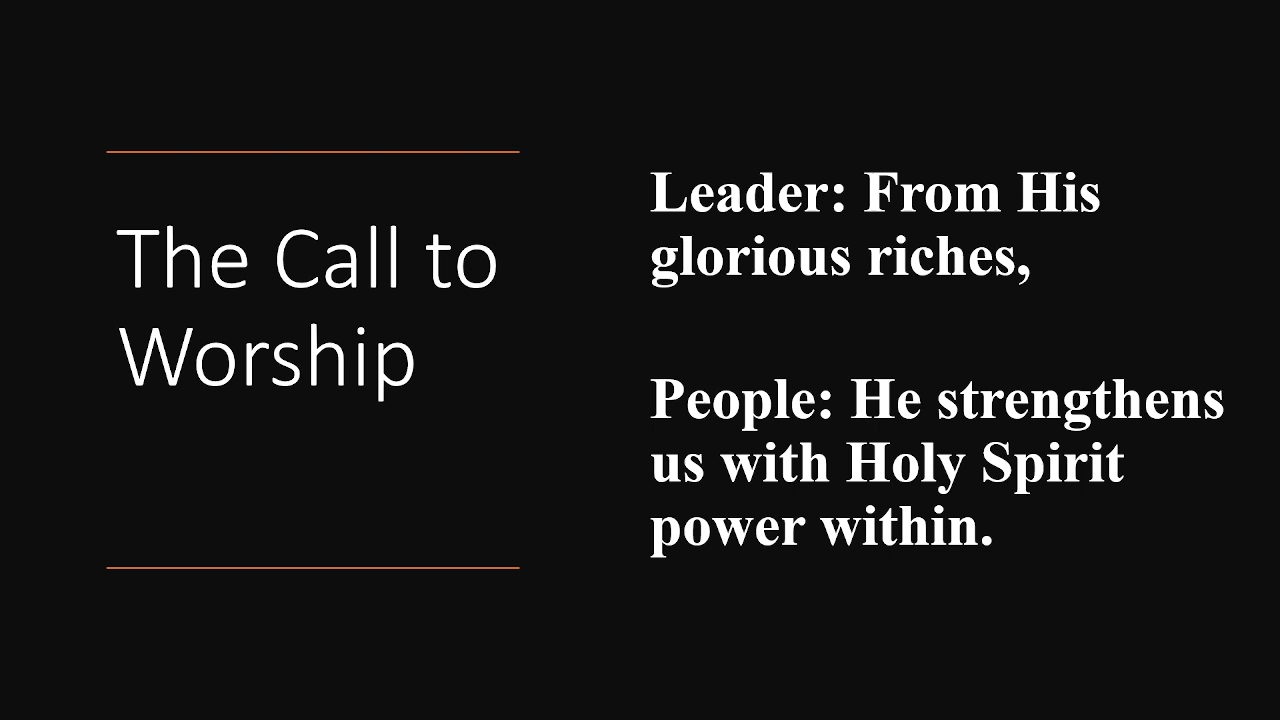 The Call to
Worship
Leader: From His
glorious riches,
People: He strengthens
us with Holy Spirit
power within.